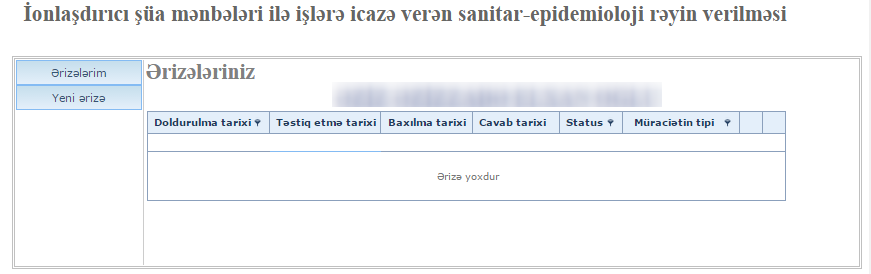 İonlaşdırıcı şüa mənbələri ilə işlərə icazə verən sanitar-epidemioloji rəyin verilməsi
Ərizələrim
Yeni ərizə
Ərizələriniz
Doldurulma tarixi Təstiq etmə tarixi Baxılma tarixi Cavab tarixi Status Müraciətin tipi
Ərizə yoxdur